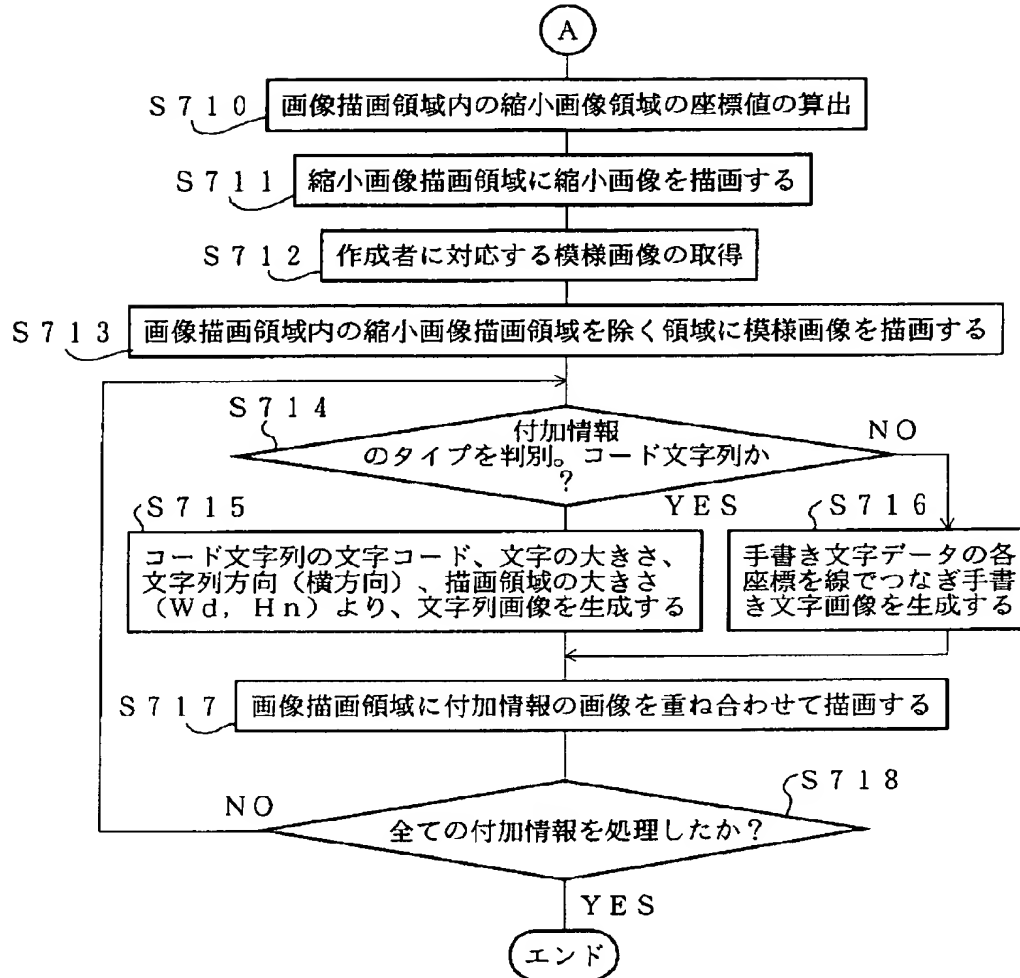 A
S710 画像描画領域内の縮小画像領域の座標値の算出
S711 縮小画像描画領域に縮小画像を描画する
S712 作成者に対応する模様画像の取得
S713 画像描画領域内の縮小画像描画領域を除く領域に模様画像を描画する
S714
付加情報
のタイプを判別。コード文字列か
?
NO
YES
S715
コード文字列の文字コード、文字の大きさ、
文字列方向(横方向)、描画領域の大きさ
(Wd, Hn)より、文字列画像を生成する
S716
手書き文字データの各
座標を線でつなぎ手書
き文字画像を生成する
S717 画像描画領域に付加情報の画像を重ね合わせて描画する
S718
NO
全ての付加情報を処理したか?
YES
エンド